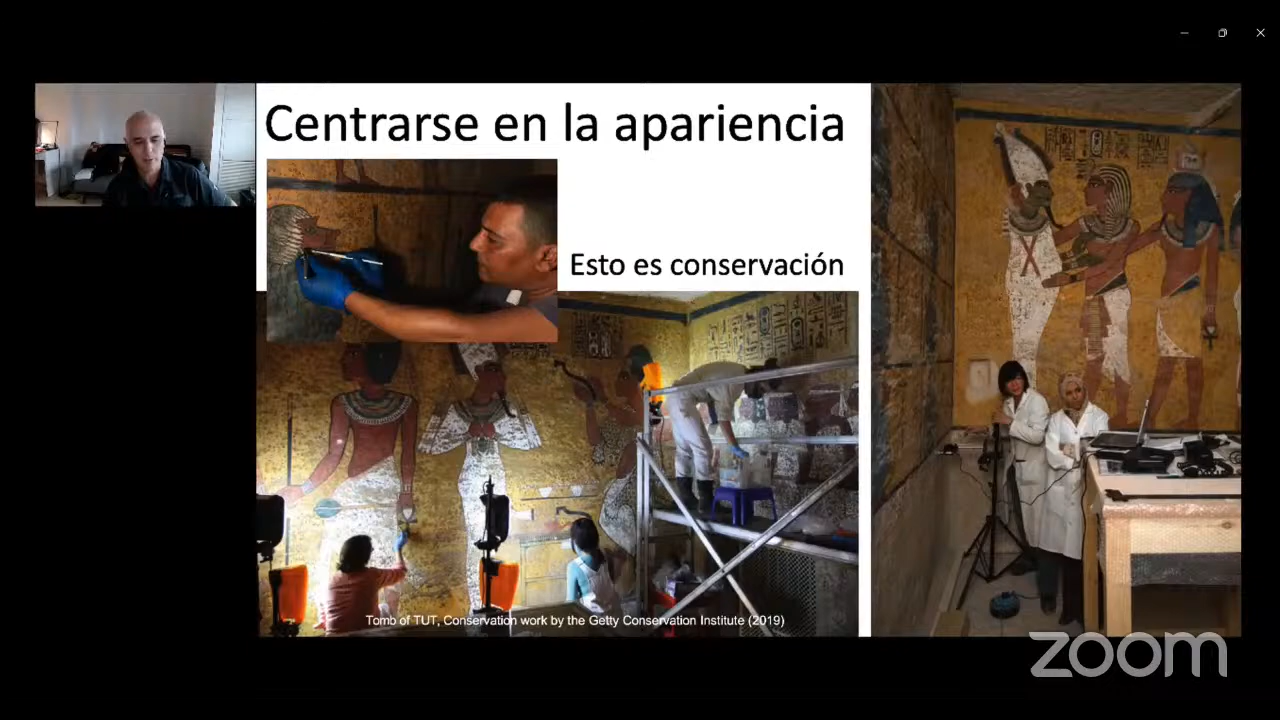 Centrarse en la apariencia
Esto es conservación
Tomb of TUT, Conservation work by the Getty Conservation Institute (2019)
zoom